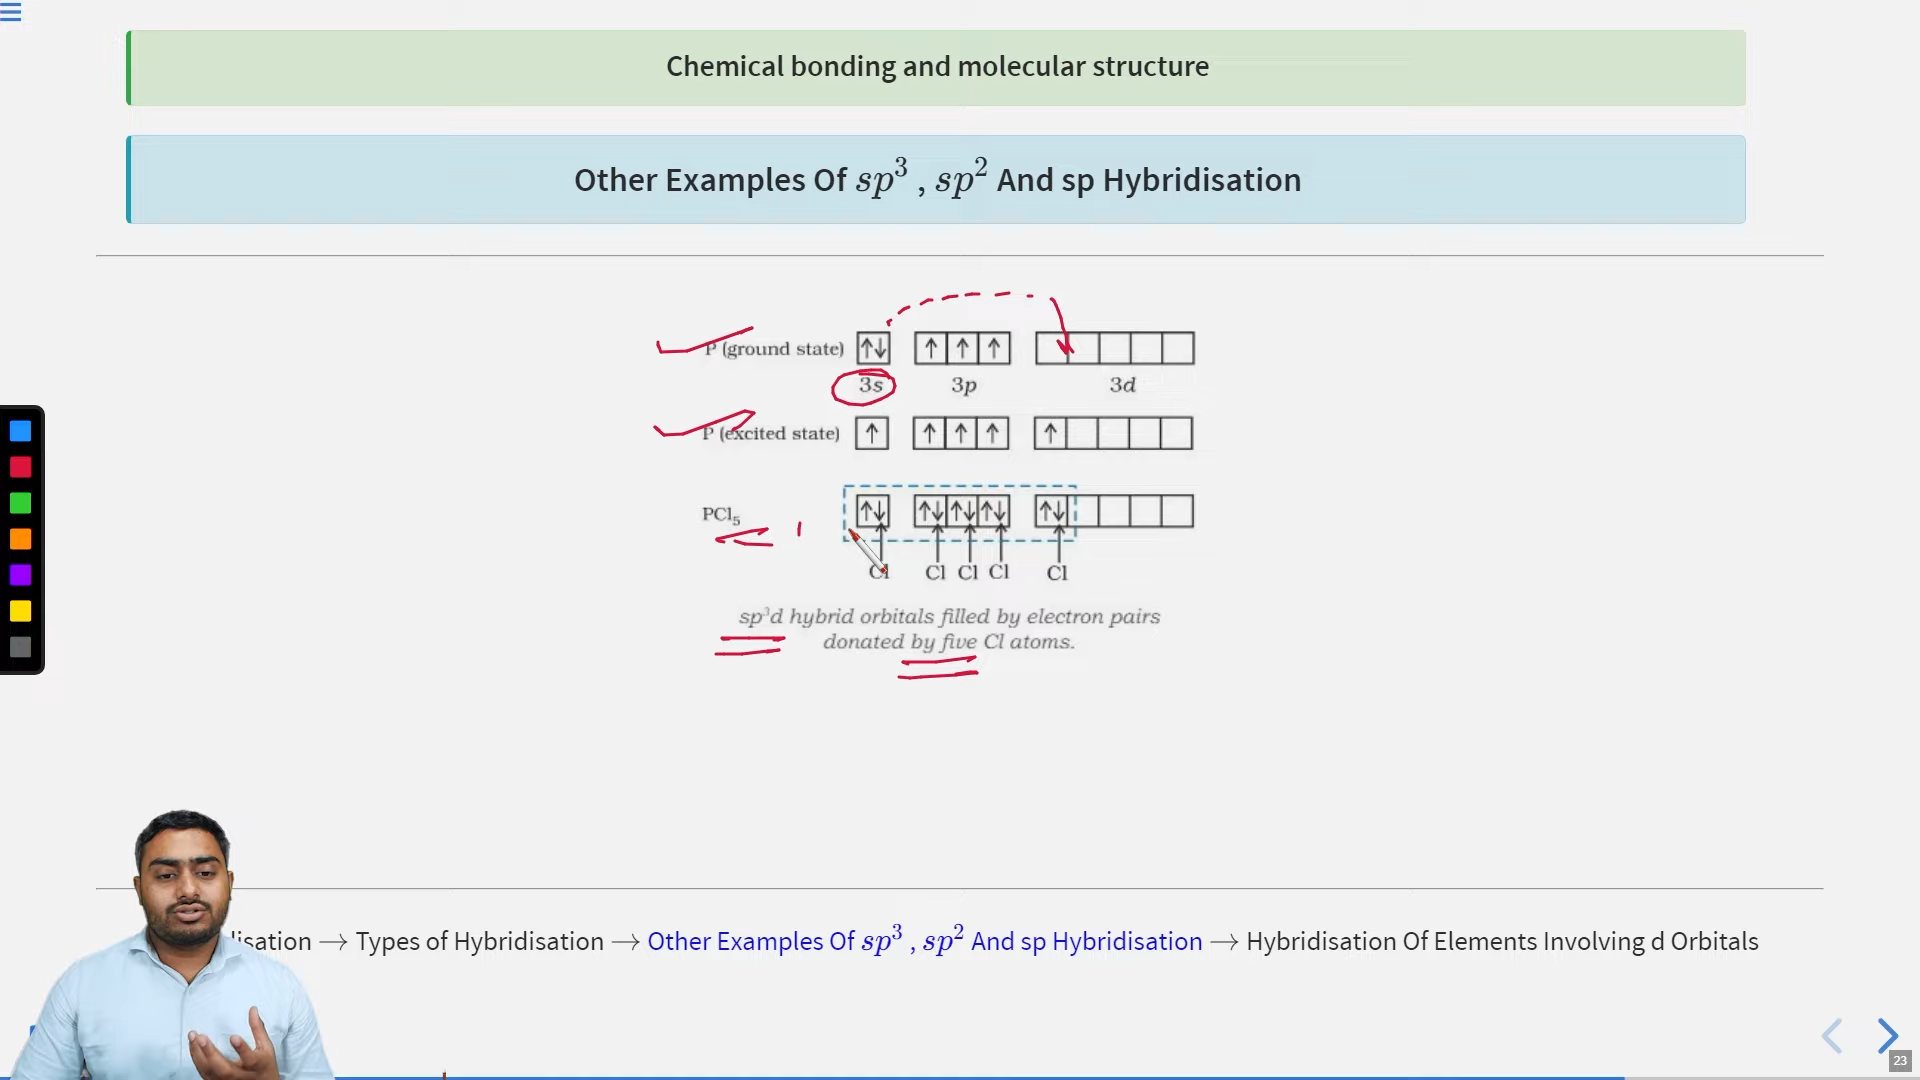 Chemical bonding and molecular structure
Other Examples Of sp³ , sp² And sp Hybridisation
P (ground state) ↑↓ ↑ ↑ ↑
3s 3p 3d
P (excited state) ↑ ↑ ↑ ↑ ↑
PCl₅ ↑↓ ↑↓ ↑↓ ↑↓ ↑↓
Cl Cl Cl Cl Cl
sp³d hybrid orbitals filled by electron pairs
donated by five Cl atoms.
lisation → Types of Hybridisation → Other Examples Of sp³ , sp² And sp Hybridisation → Hybridisation Of Elements Involving d Orbitals
23